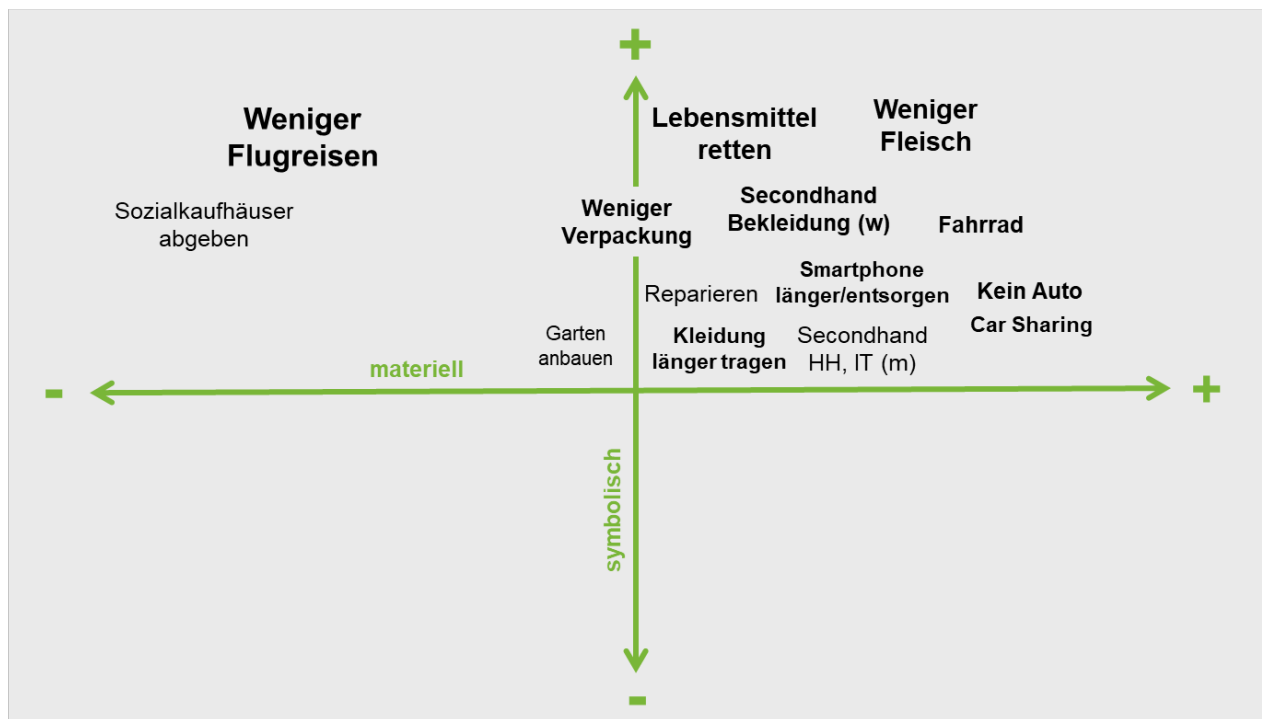 +
Weniger
Flugreisen
Lebensmittel
retten
Weniger
Fleisch
Sozialkaufhäuser
abgeben
Weniger
Verpackung
Secondhand
Bekleidung (w)
Fahrrad
Reparieren
Smartphone
länger/entsorgen
Kein Auto
Car Sharing
Garten
anbauen
Kleidung
länger tragen
Secondhand
HH, IT (m)
materiell
-
+
symbolisch
-